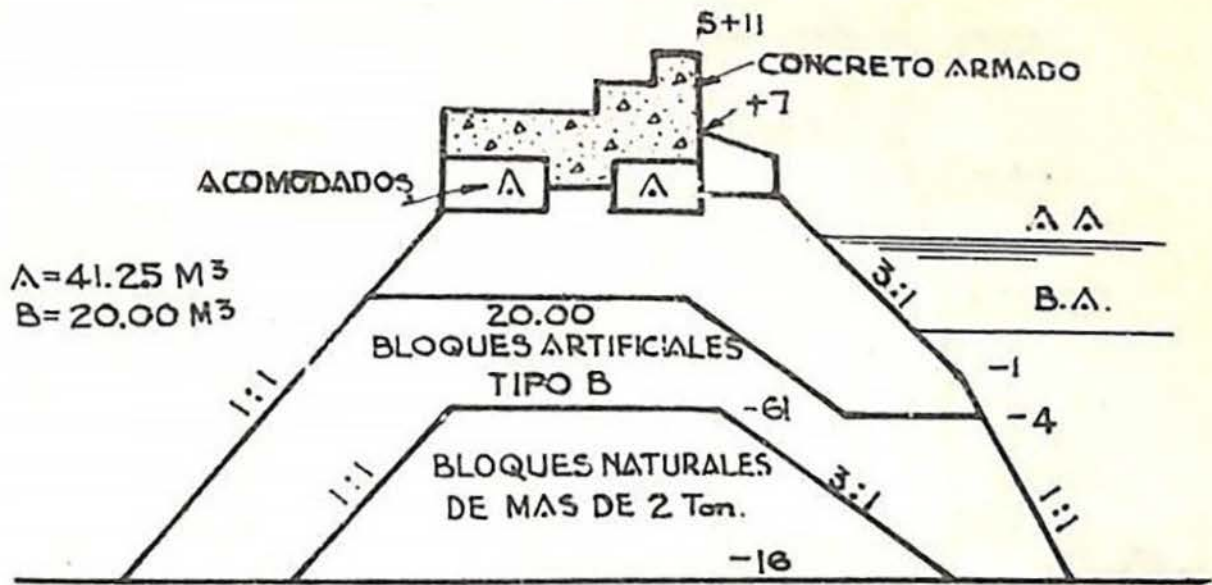 S+11
CONCRETO ARMADO
+7
ACOMODADOS
A
A
A A
A=41.25 M³
B=20.00 M³
3:1
B.A.
20.00
BLOQUES ARTIFICIALES
TIPO B
-1
1:1
-61
-4
1:1
BLOQUES NATURALES
DE MAS DE 2 Ton.
3:1
1:1
-16